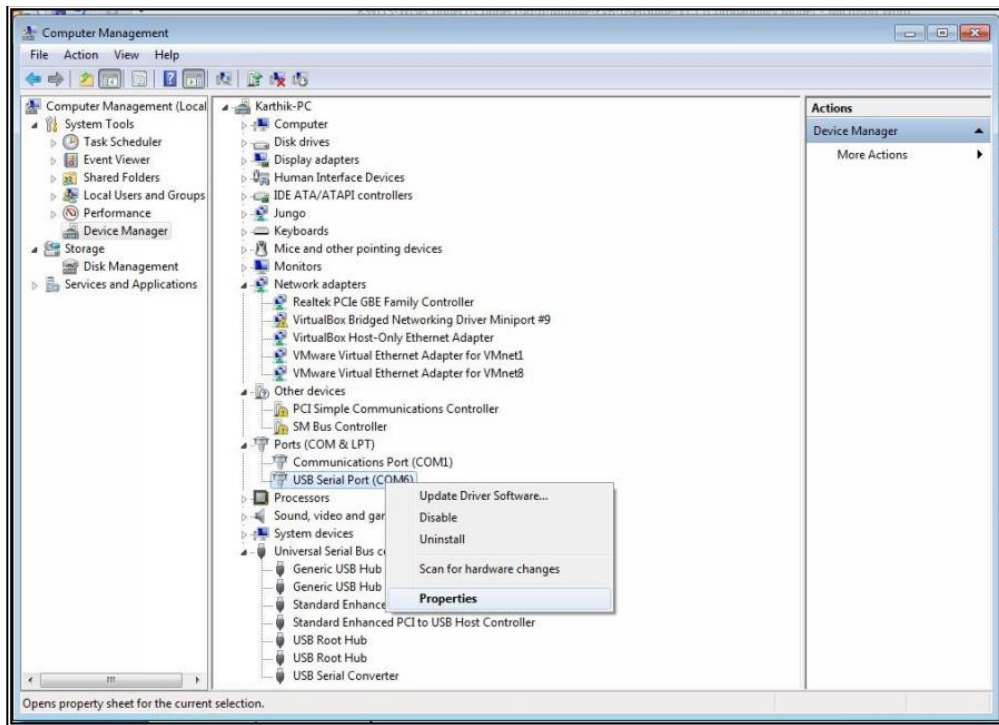 Computer Management
File Action View Help
Computer Management (Local
System Tools
Task Scheduler
Event Viewer
Shared Folders
Local Users and Groups
Performance
Device Manager
Storage
Disk Management
Services and Applications
Karthik-PC
Computer
Disk drives
Display adapters
Human Interface Devices
IDE ATA/ATAPI controllers
Jungo
Keyboards
Mice and other pointing devices
Monitors
Network adapters
Realtek PCIe GBE Family Controller
VirtualBox Bridged Networking Driver Miniport #9
VirtualBox Host-Only Ethernet Adapter
VMware Virtual Ethernet Adapter for VMnet1
VMware Virtual Ethernet Adapter for VMnet8
Other devices
PCI Simple Communications Controller
SM Bus Controller
Ports (COM & LPT)
Communications Port (COM1)
USB Serial Port (COM6)
Processors
Sound, video and gar
System devices
Universal Serial Bus c
Generic USB Hub
Generic USB Hub
Standard Enhance
Standard Enhanced PCI to USB Host Controller
USB Root Hub
USB Root Hub
USB Serial Converter
Update Driver Software...
Disable
Uninstall
Scan for hardware changes
Properties
Actions
Device Manager
More Actions
Opens property sheet for the current selection.